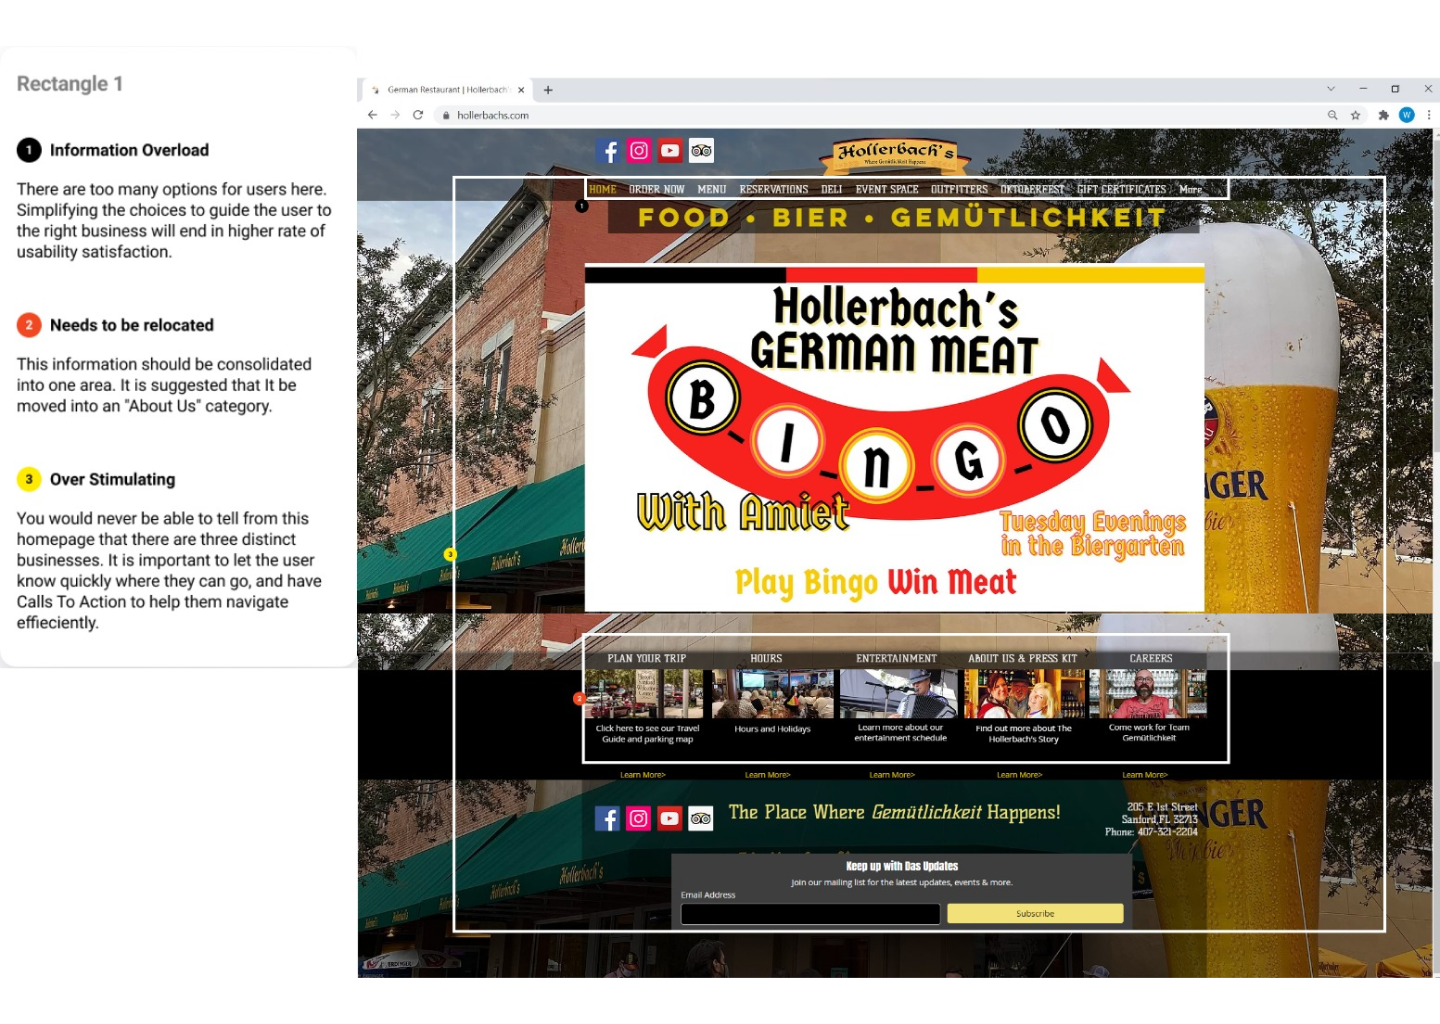 Rectangle 1
1 Information Overload
There are too many options for users here.
Simplifying the choices to guide the user to
the right business will end in higher rate of
usability satisfaction.
2 Needs to be relocated
This information should be consolidated
into one area. It is suggested that It be
moved into an "About Us" category.
3 Over Stimulating
You would never be able to tell from this
homepage that there are three distinct
businesses. It is important to let the user
know quickly where they can go, and have
Calls To Action to help them navigate
effieciently.
German Restaurant | Hollerbach'
hollerbachs.com
W
Hollerbach's
Where Gemütlichkeit Happens
HOME ORDER NOW MENU RESERVATIONS DELI EVENT SPACE OUTFITTERS OKTOBERFEST GIFT CERTIFICATES More
1
FOOD • BIER • GEMÜTLICHKEIT
Hollerbach's
GERMAN MEAT
B_I_N_G_O
With Amiet
Tuesday Evenings
in the Biergarten
Play Bingo Win Meat
NGER
3
Hollerbach's
2
PLAN YOUR TRIP HOURS ENTERTAINMENT ABOUT US & PRESS KIT CAREERS
Click here to see our Travel
Guide and parking map
Hours and Holidays
Learn more about our
entertainment schedule
Find out more about The
Hollerbach's Story
Come work for Team
Gemütlichkeit
Learn More> Learn More> Learn More> Learn More> Learn More>
The Place Where Gemütlichkeit Happens!
205 E 1st Street
Sanford,FL 32713
Phone: 407-321-2204
NGER
Hollerbach's
Keep up with Das Updates
Join our mailing list for the latest updates, events & more.
Email Address
Subscribe